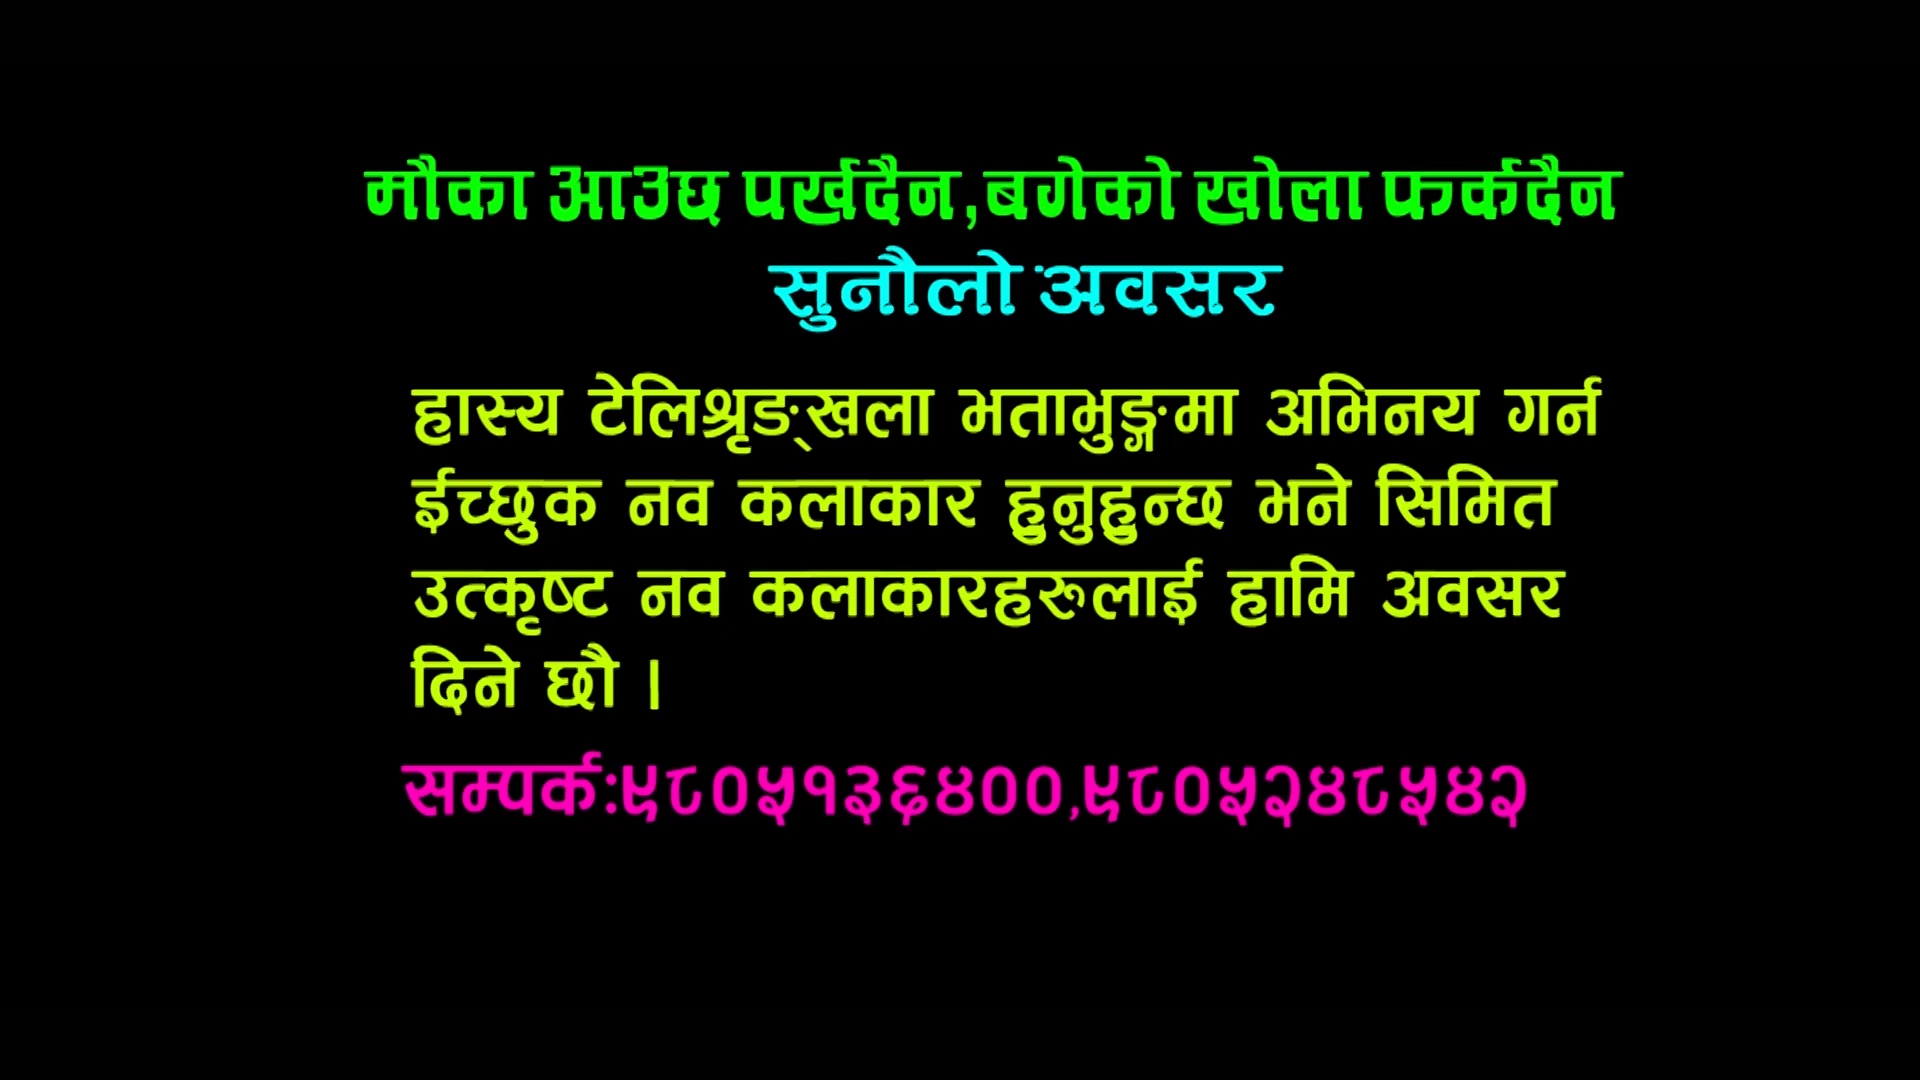 मौका आउछ पर्खदैन,बगेको खोला फर्कदैन
सुनौलो अवसर
हास्य टेलिश्रृङ्खला भताभुङ्गमा अभिनय गर्न
ईच्छुक नव कलाकार हुनुहुन्छ भने सिमित
उत्कृष्ट नव कलाकारहरुलाई हामि अवसर
दिने छौ ।
सम्पर्क:९८०५१३६४००,९८०५२४८५४२